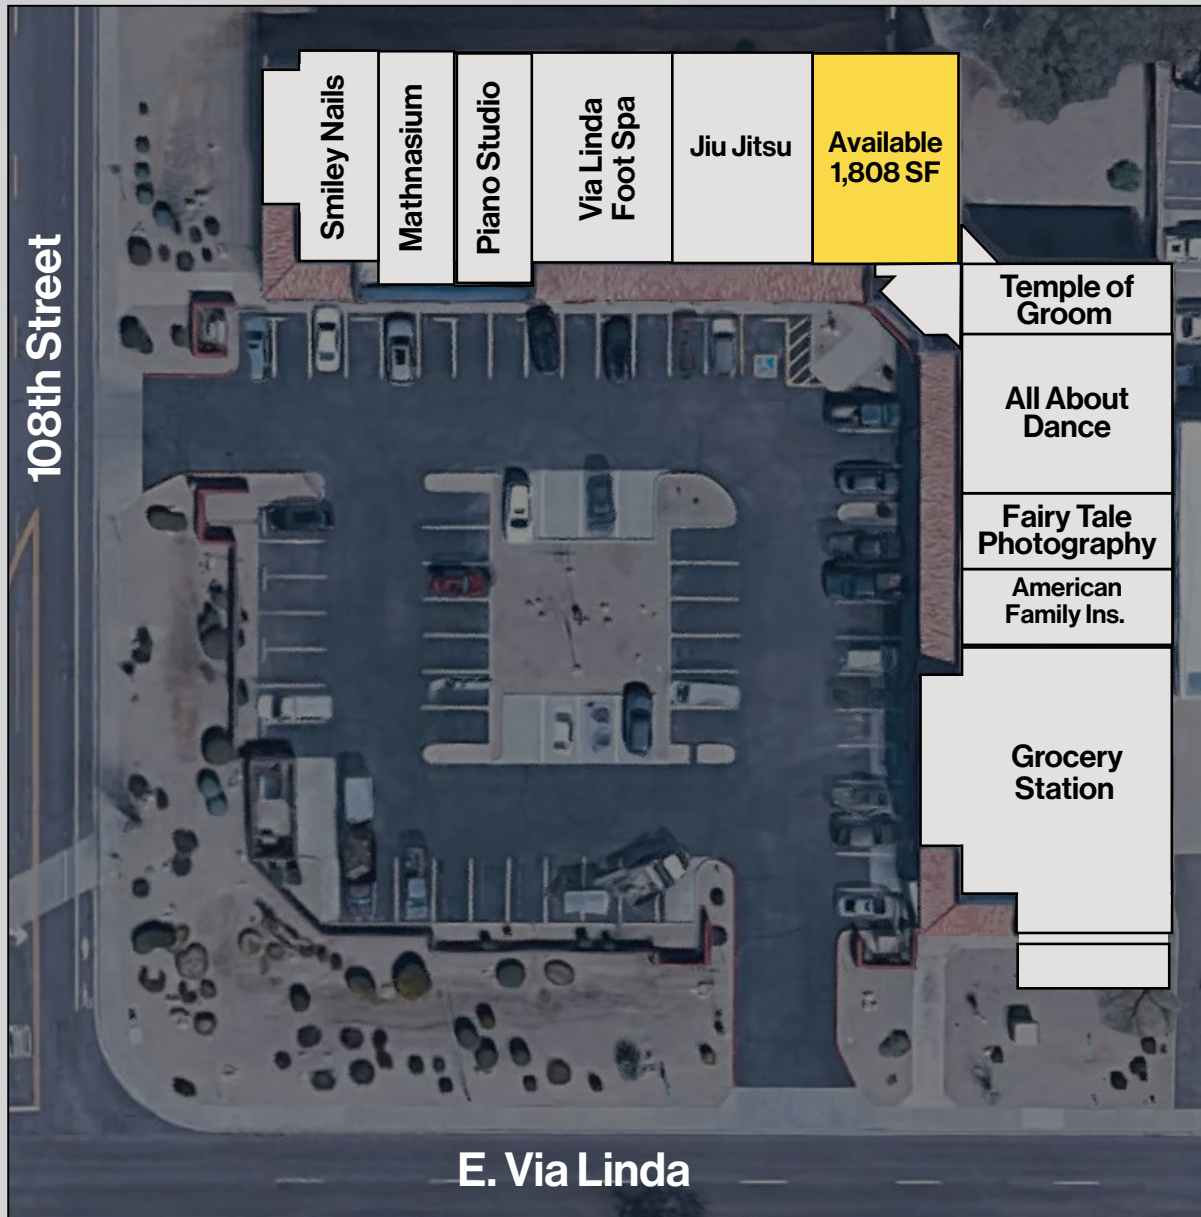 Smiley Nails
Mathnasium
Piano Studio
Via Linda
Foot Spa
Jiu Jitsu
Available
1,808 SF
Temple of
Groom
All About
Dance
Fairy Tale
Photography
American
Family Ins.
Grocery
Station
108th Street
E. Via Linda